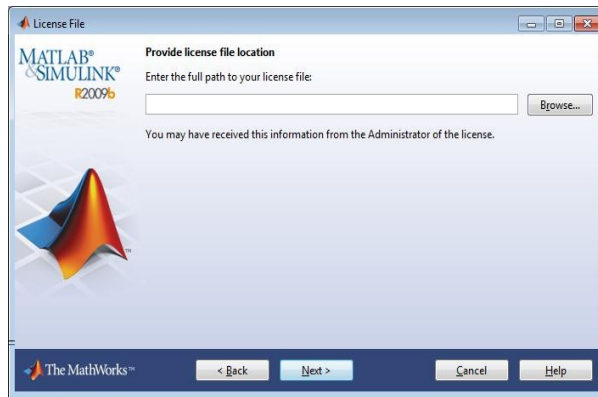 License File
MATLAB®
&SIMULINK®
R2009b
Provide license file location
Enter the full path to your license file:
Browse...
You may have received this information from the Administrator of the license.
™
The MathWorks™
< Back
Next >
Cancel
Help